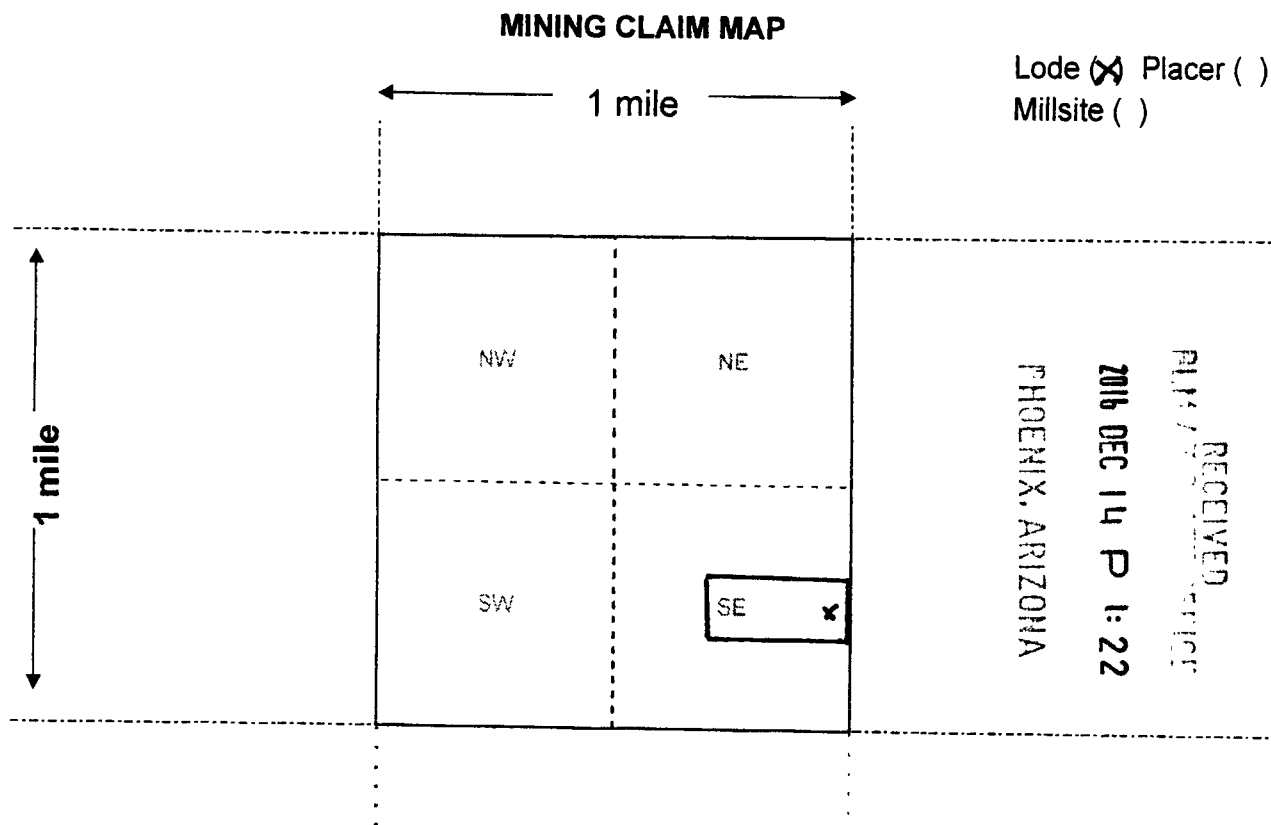 MINING CLAIM MAP
Lode (X) Placer ( )
Millsite ( )
1 mile
1 mile
NW
NE
SW
SE
x
RECEIVED
2016 DEC 14 P 1:22
PHOENIX, ARIZONA